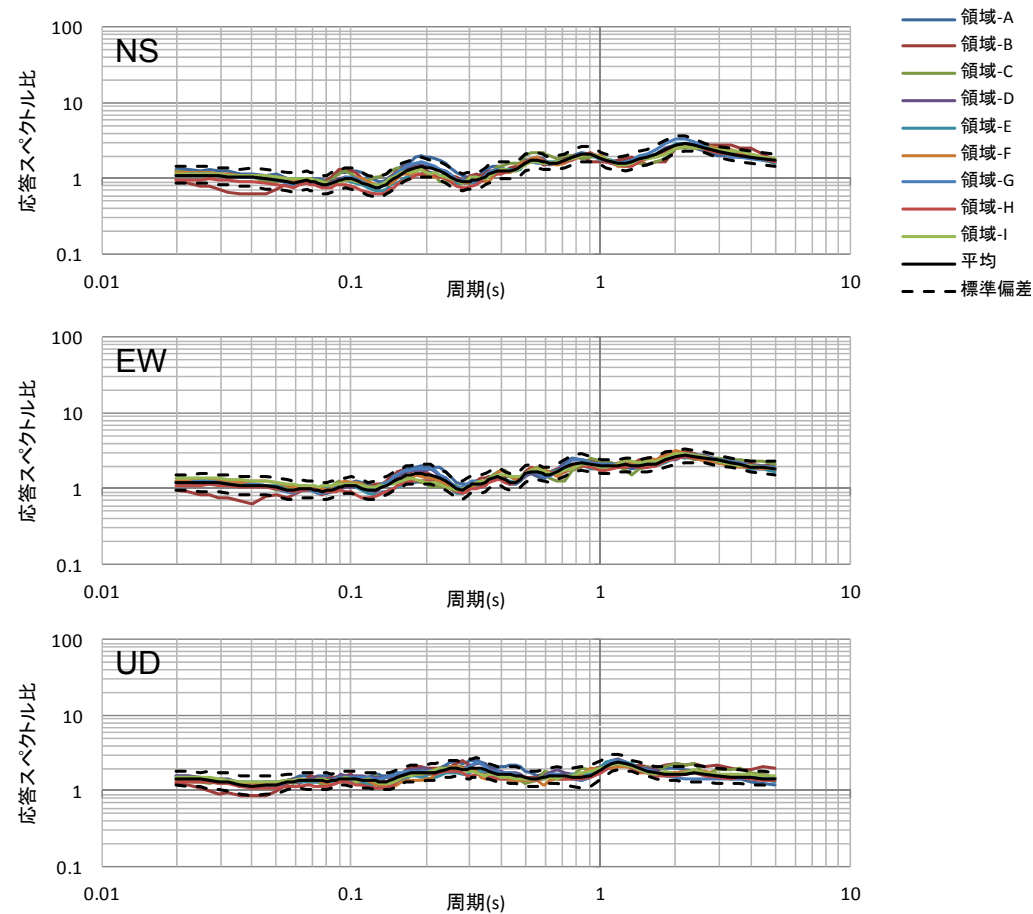 領域-A
領域-B
領域-C
領域-D
領域-E
領域-F
領域-G
領域-H
領域-I
平均
標準偏差
NS
応答スペクトル比
100
10
1
0.1
0.01
0.1
1
10
周期(s)
EW
応答スペクトル比
100
10
1
0.1
0.01
0.1
1
10
周期(s)
UD
応答スペクトル比
100
10
1
0.1
0.01
0.1
1
10
周期(s)